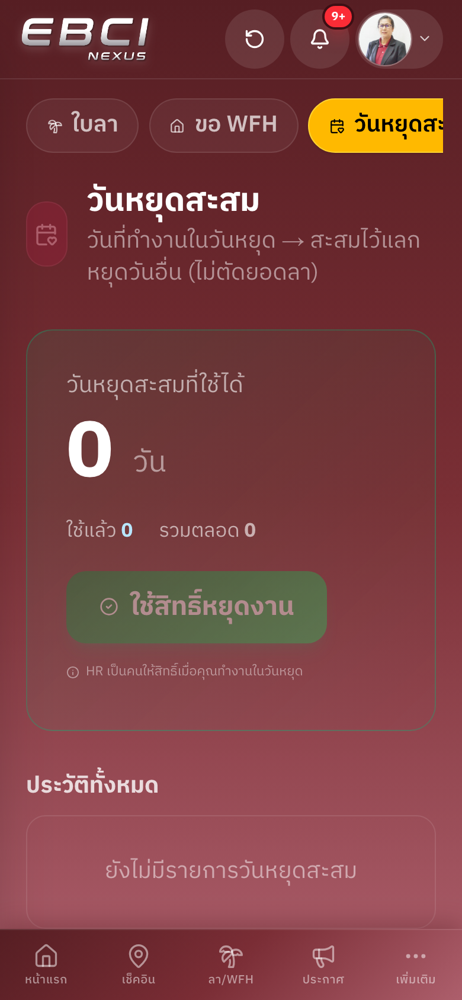 EBCI
NEXUS
9+
ใบลา
ขอ WFH
วันหยุดสะ
วันหยุดสะสม
วันที่ทำงานในวันหยุด → สะสมไว้แลก
หยุดวันอื่น (ไม่ตัดยอดลา)
วันหยุดสะสมที่ใช้ได้
0 วัน
ใช้แล้ว 0 รวมตลอด 0
ใช้สิทธิ์หยุดงาน
HR เป็นคนให้สิทธิ์เมื่อคุณทำงานในวันหยุด
ประวัติทั้งหมด
ยังไม่มีรายการวันหยุดสะสม
หน้าแรก
เช็คอิน
ลา/WFH
ประกาศ
เพิ่มเติม